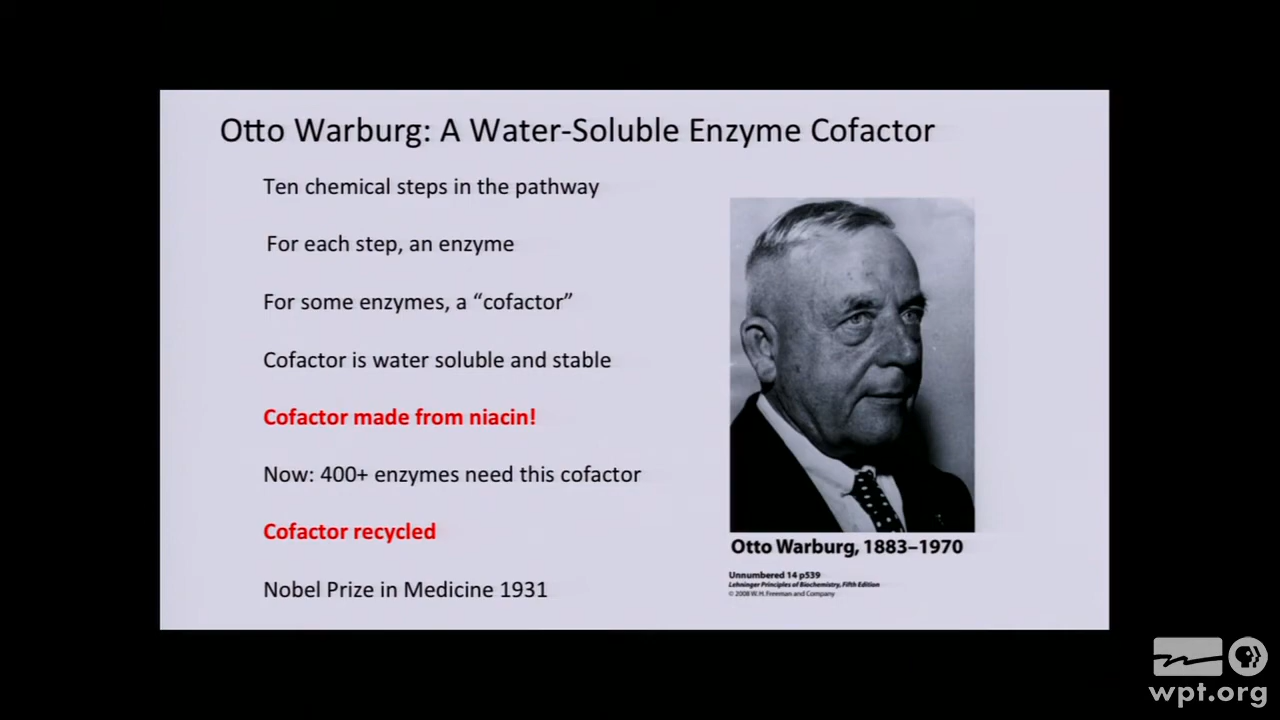 Otto Warburg: A Water-Soluble Enzyme Cofactor
Ten chemical steps in the pathway
For each step, an enzyme
For some enzymes, a “cofactor”
Cofactor is water soluble and stable
Cofactor made from niacin!
Now: 400+ enzymes need this cofactor
Cofactor recycled
Nobel Prize in Medicine 1931
Otto Warburg, 1883–1970
Unnumbered 14 p539
Lehninger Principles of Biochemistry, Fifth Edition
© 2008 W. H. Freeman and Company
wpt.org